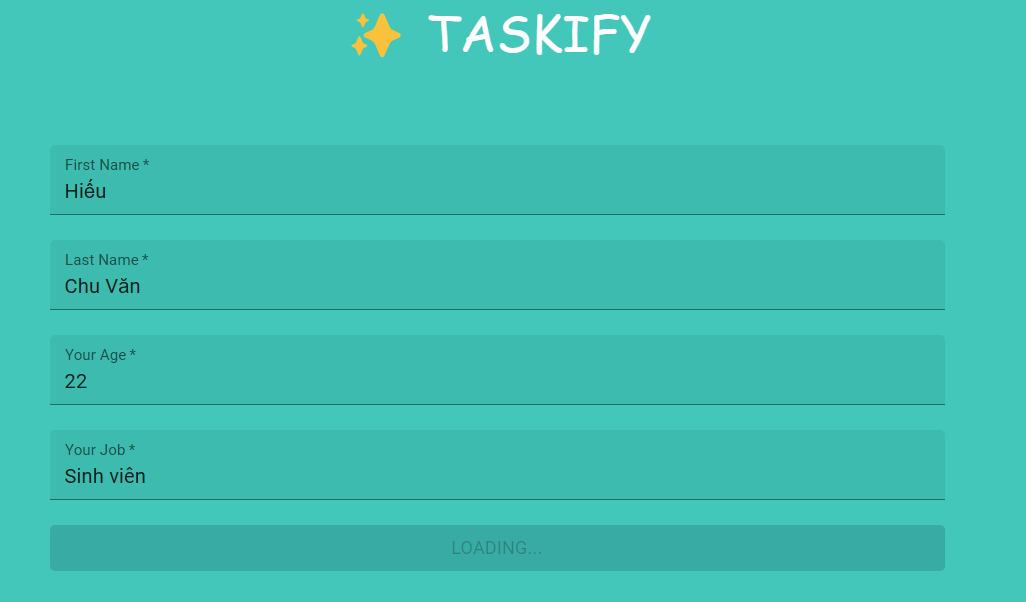 ✨ TASKIFY
First Name *
Hiếu
Last Name *
Chu Văn
Your Age *
22
Your Job *
Sinh viên
LOADING...